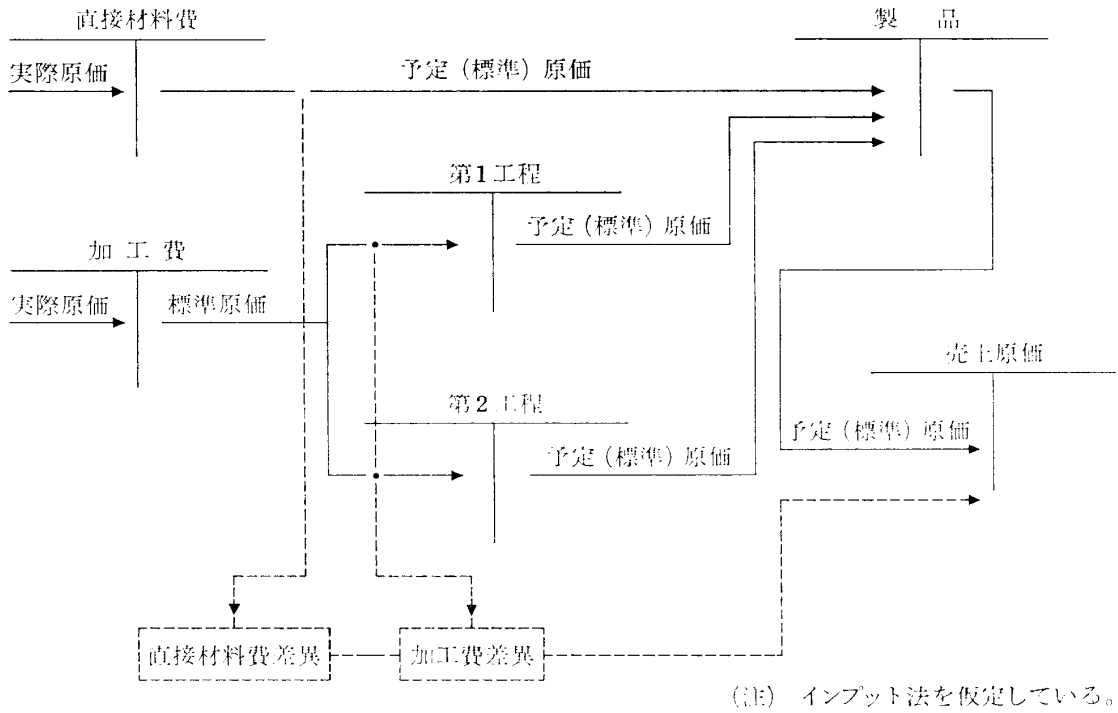 直接材料費
製品
実際原価
予定（標準）原価
第1工程
予定（標準）原価
加工費
実際原価
標準原価
売上原価
第2工程
予定（標準）原価
予定（標準）原価
直接材料費差異
加工費差異
（註） インプット法を仮定している。